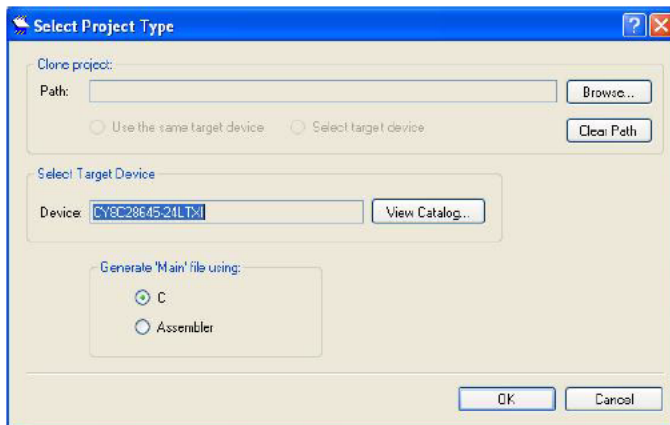 Select Project Type
Clone project:
Path:
Browse...
Use the same target device
Select target device
Clear Path
Select Target Device
Device:
CY8C28645-24LTXI
View Catalog...
Generate 'Main' file using:
C
Assembler
OK
Cancel